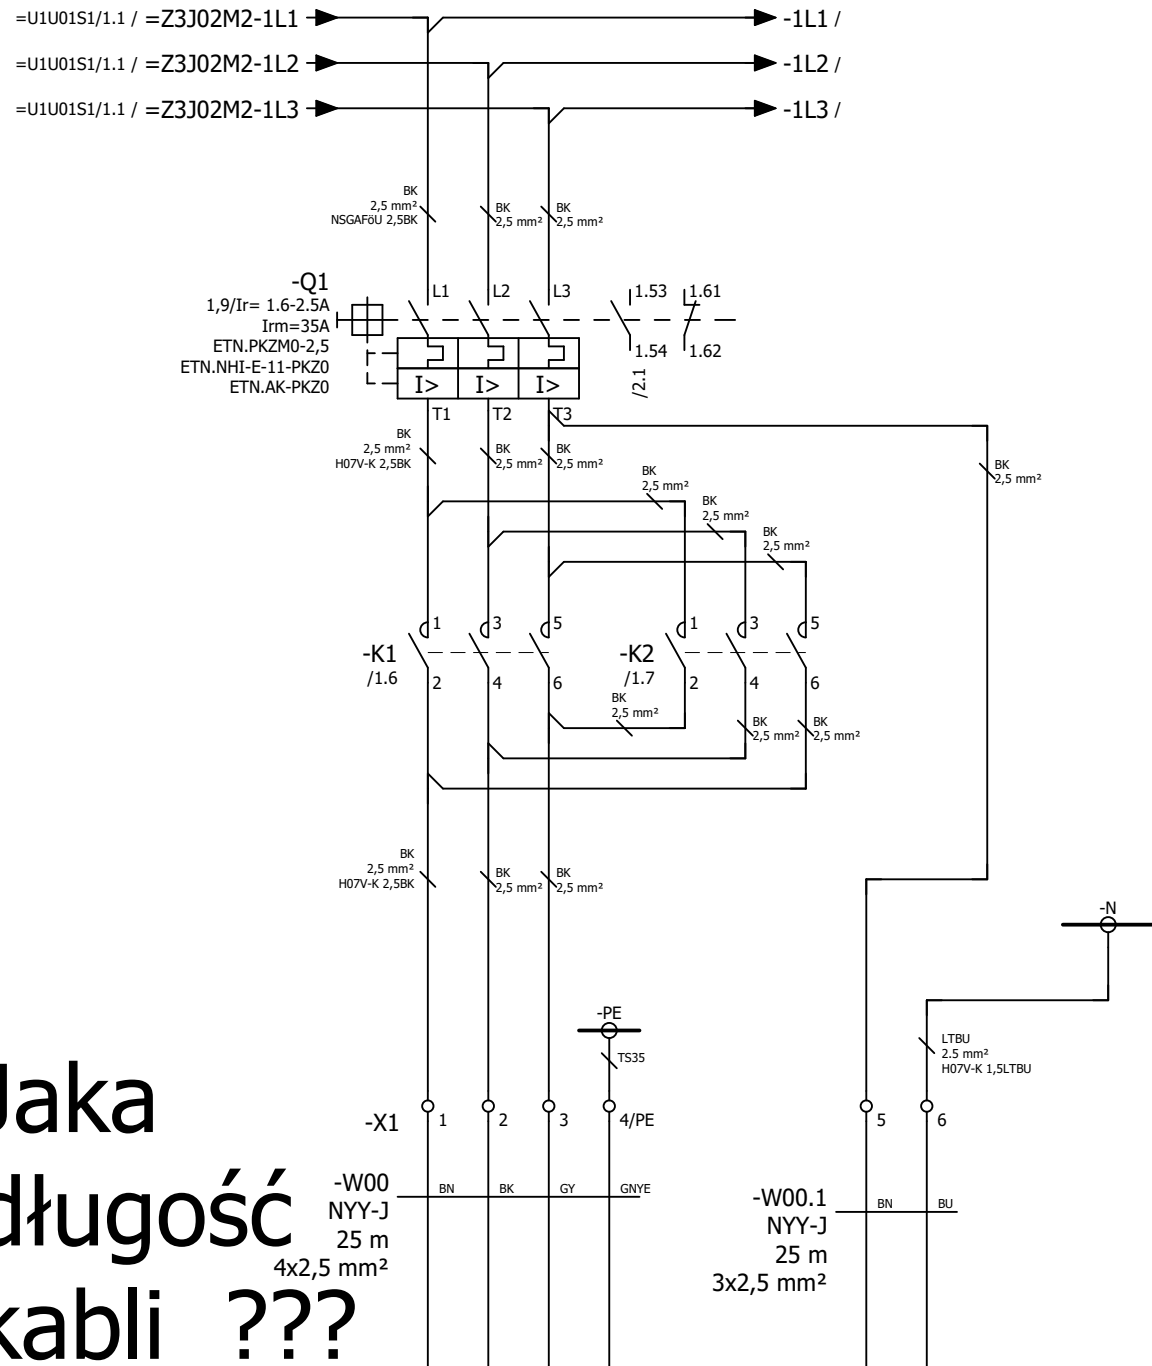 =U1U01S1/1.1 / =Z3J02M2-1L1
-1L1 /
=U1U01S1/1.1 / =Z3J02M2-1L2
-1L2 /
=U1U01S1/1.1 / =Z3J02M2-1L3
-1L3 /
BK
2,5 mm²
NSGAFöU 2,5BK
BK
2,5 mm²
BK
2,5 mm²
-Q1
1,9/Ir= 1.6-2.5A
Irm=35A
ETN.PKZM0-2,5
ETN.NHI-E-11-PKZ0
ETN.AK-PKZ0
L1
L2
L3
1.53
1.61
1.54
1.62
/2.1
I>
I>
I>
T1
T2
T3
BK
2,5 mm²
H07V-K 2,5BK
BK
2,5 mm²
BK
2,5 mm²
BK
2,5 mm²
BK
2,5 mm²
BK
2,5 mm²
BK
2,5 mm²
-K1
/1.6
1
3
5
2
4
6
-K2
/1.7
1
3
5
2
4
6
BK
2,5 mm²
BK
2,5 mm²
BK
2,5 mm²
BK
2,5 mm²
H07V-K 2,5BK
BK
2,5 mm²
BK
2,5 mm²
-N
-PE
TS35
LTBU
2.5 mm²
H07V-K 1,5LTBU
-X1
1
2
3
4/PE
5
6
-W00
NYY-J
25 m
4x2,5 mm²
BN
BK
GY
GNYE
-W00.1
NYY-J
25 m
3x2,5 mm²
BN
BU
Jaka
długość
kabli ???